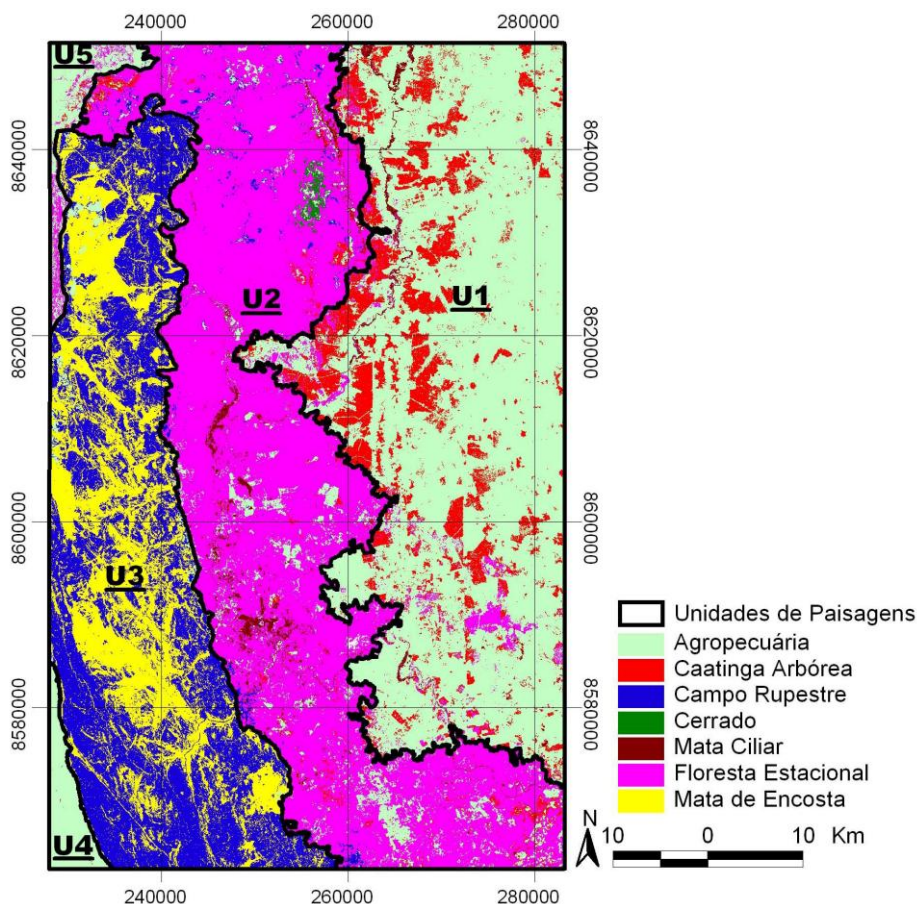 240000 260000 280000
U5
8640000 8640000
U2 U1
8620000 8620000
8600000 8600000
U3
8580000 8580000
U4
240000 260000 280000
Unidades de Paisagens
Agropecuária
Caatinga Arbórea
Campo Rupestre
Cerrado
Mata Ciliar
Floresta Estacional
Mata de Encosta
N
10 0 10 Km